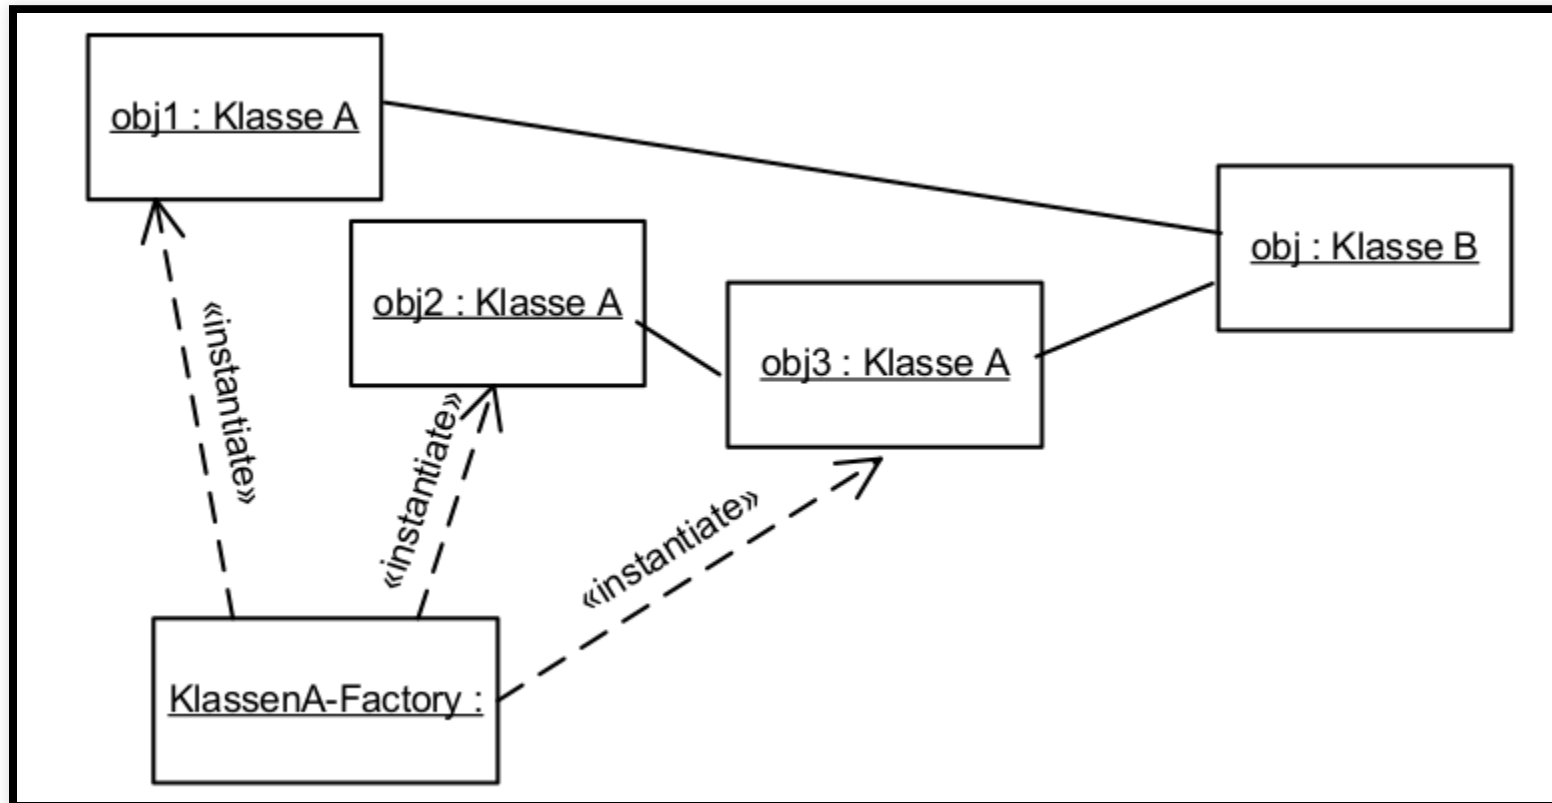 obj1 : Klasse A
obj : Klasse B
obj2 : Klasse A
obj3 : Klasse A
«instantiate»
«instantiate»
«instantiate»
KlassenA-Factory :